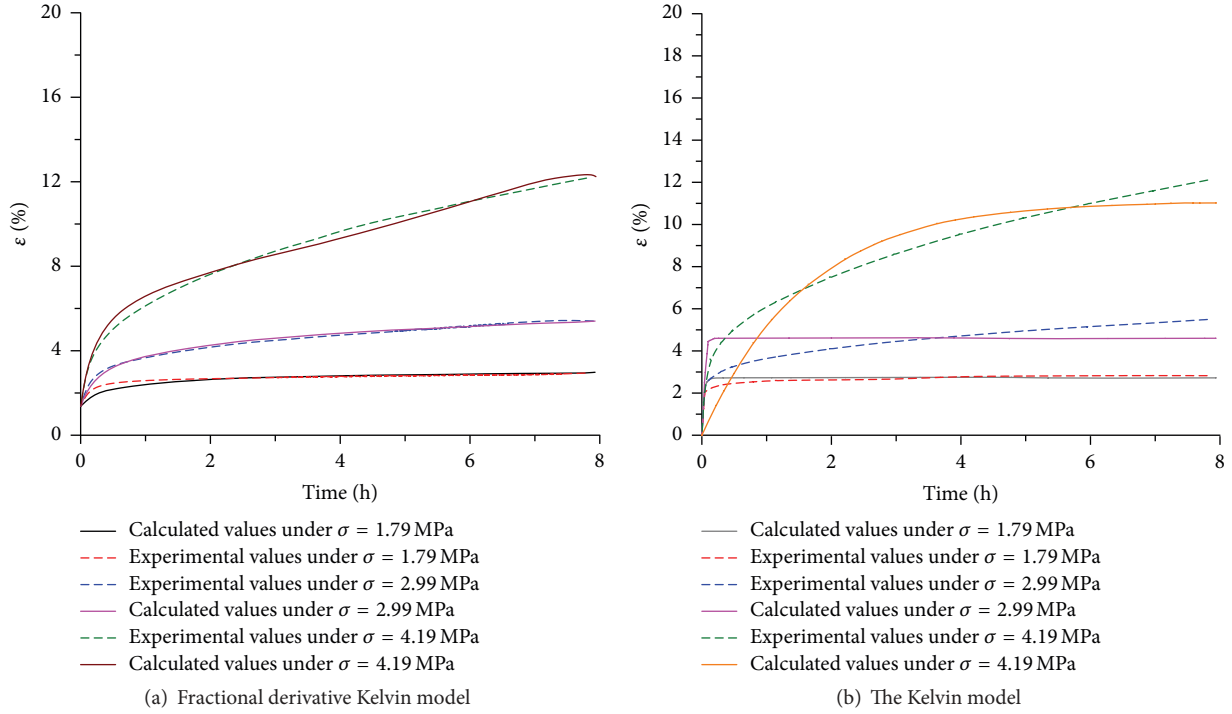 20
16
12
8
4
0
ε (%)
0 2 4 6 8
Time (h)
Calculated values under σ = 1.79 MPa
Experimental values under σ = 1.79 MPa
Experimental values under σ = 2.99 MPa
Calculated values under σ = 2.99 MPa
Experimental values under σ = 4.19 MPa
Calculated values under σ = 4.19 MPa
(a) Fractional derivative Kelvin model
20
18
16
14
12
10
8
6
4
2
0
ε (%)
0 2 4 6 8
Time (h)
Calculated values under σ = 1.79 MPa
Experimental values under σ = 1.79 MPa
Experimental values under σ = 2.99 MPa
Calculated values under σ = 2.99 MPa
Experimental values under σ = 4.19 MPa
Calculated values under σ = 4.19 MPa
(b) The Kelvin model